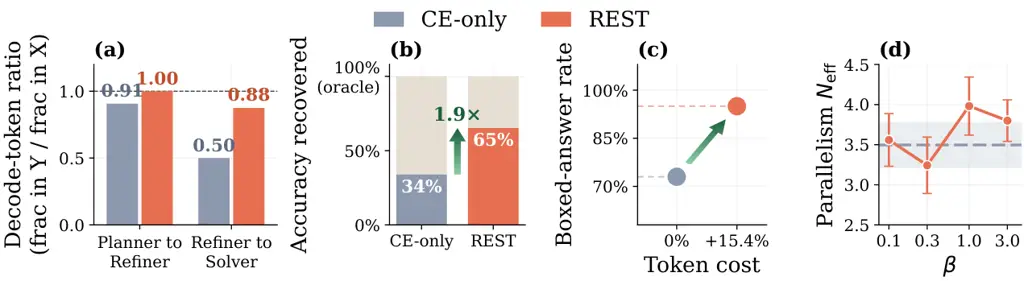 CE-only
REST
(a)
Decode-token ratio
(frac in Y / frac in X)
1.0
0.5
0.0
0.91
1.00
0.50
0.88
Planner to
Refiner
Refiner to
Solver
(b)
Accuracy recovered
100%
(oracle)
50%
0%
1.9×
34%
65%
CE-only
REST
(c)
Boxed-answer rate
100%
85%
70%
0%
+15.4%
Token cost
(d)
Parallelism Neff
4.5
4.0
3.5
3.0
2.5
0.1
0.3
1.0
3.0
β